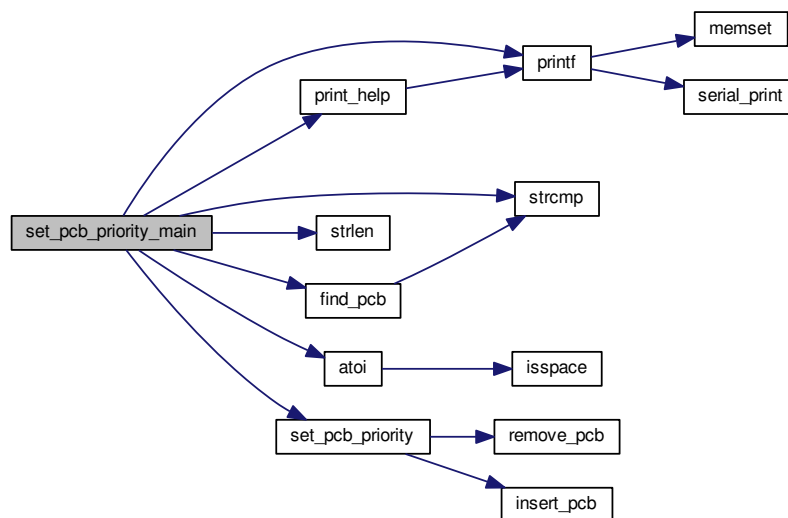 memset
printf
print_help
serial_print
strcmp
set_pcb_priority_main
strlen
find_pcb
atoi
isspace
set_pcb_priority
remove_pcb
insert_pcb